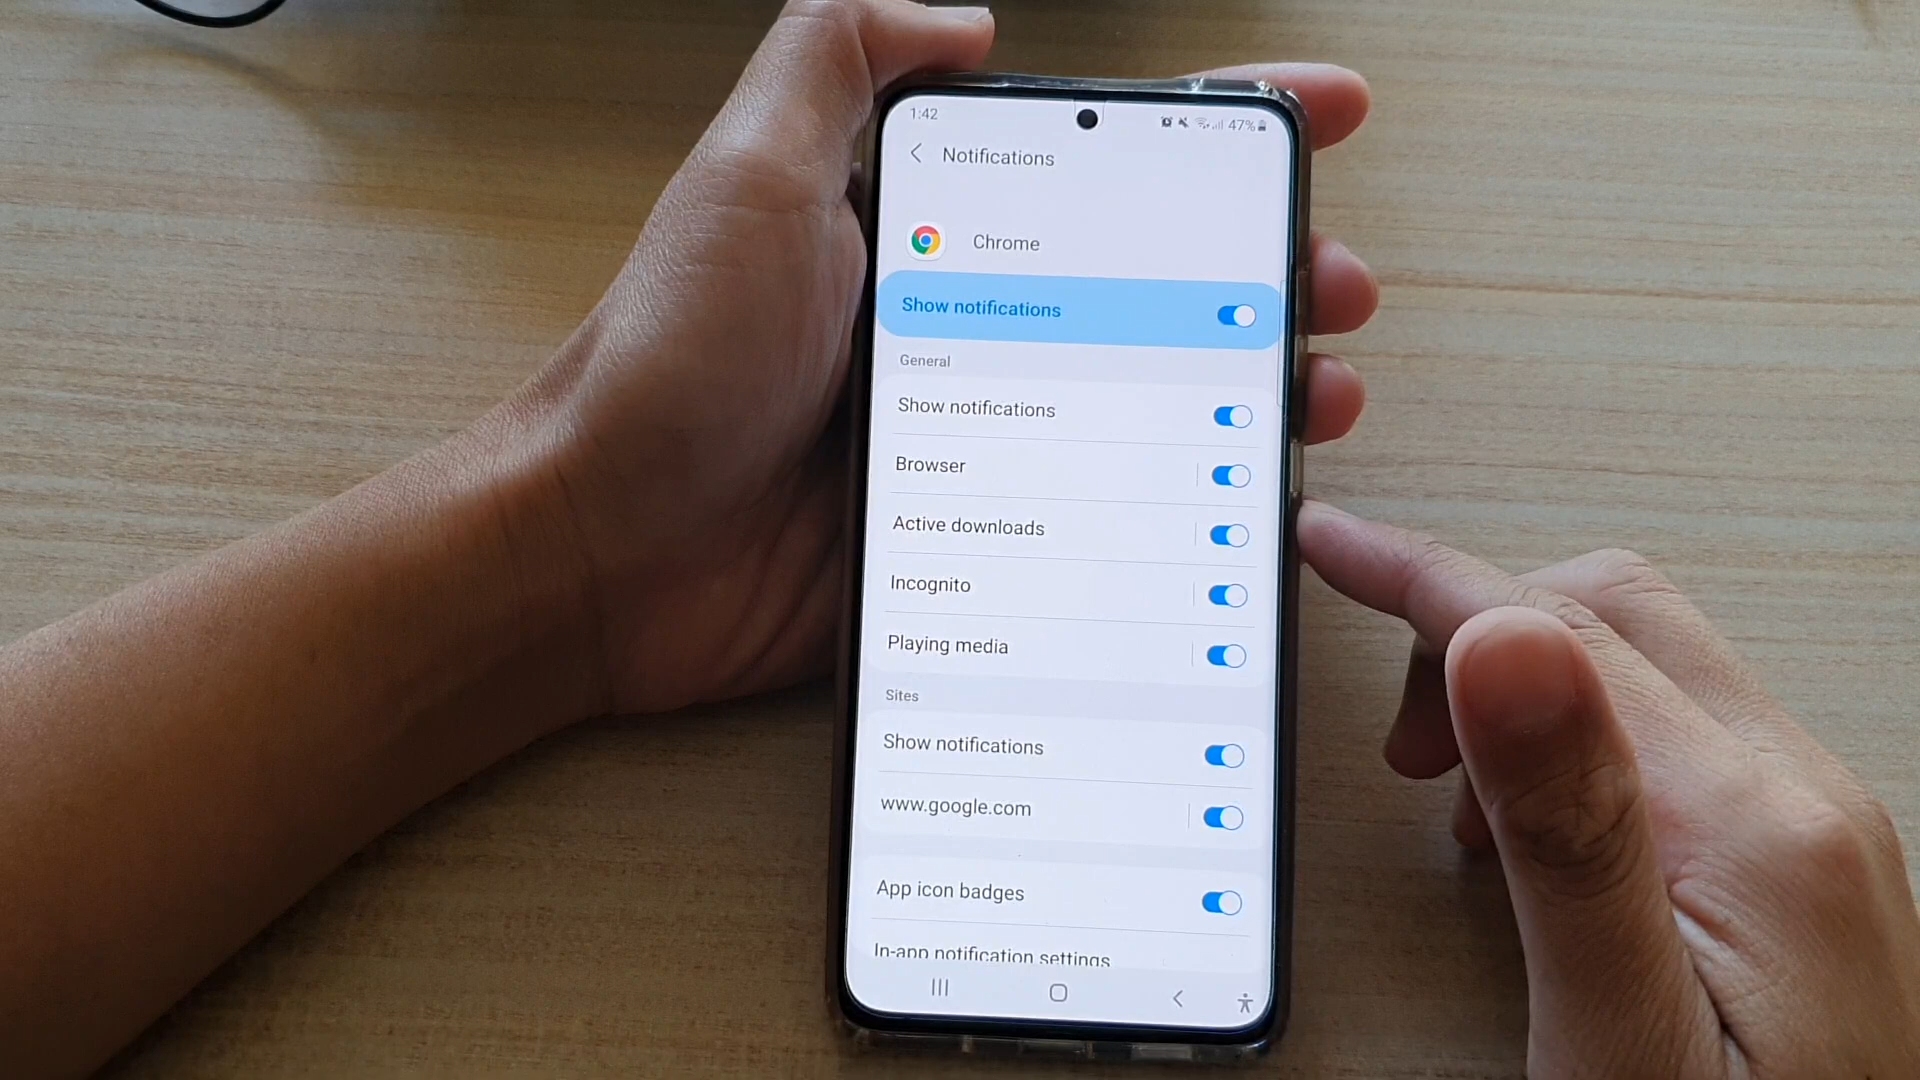 1:42
47%
Notifications
Chrome
Show notifications
General
Show notifications
Browser
Active downloads
Incognito
Playing media
Sites
Show notifications
www.google.com
App icon badges
In-app notification settings